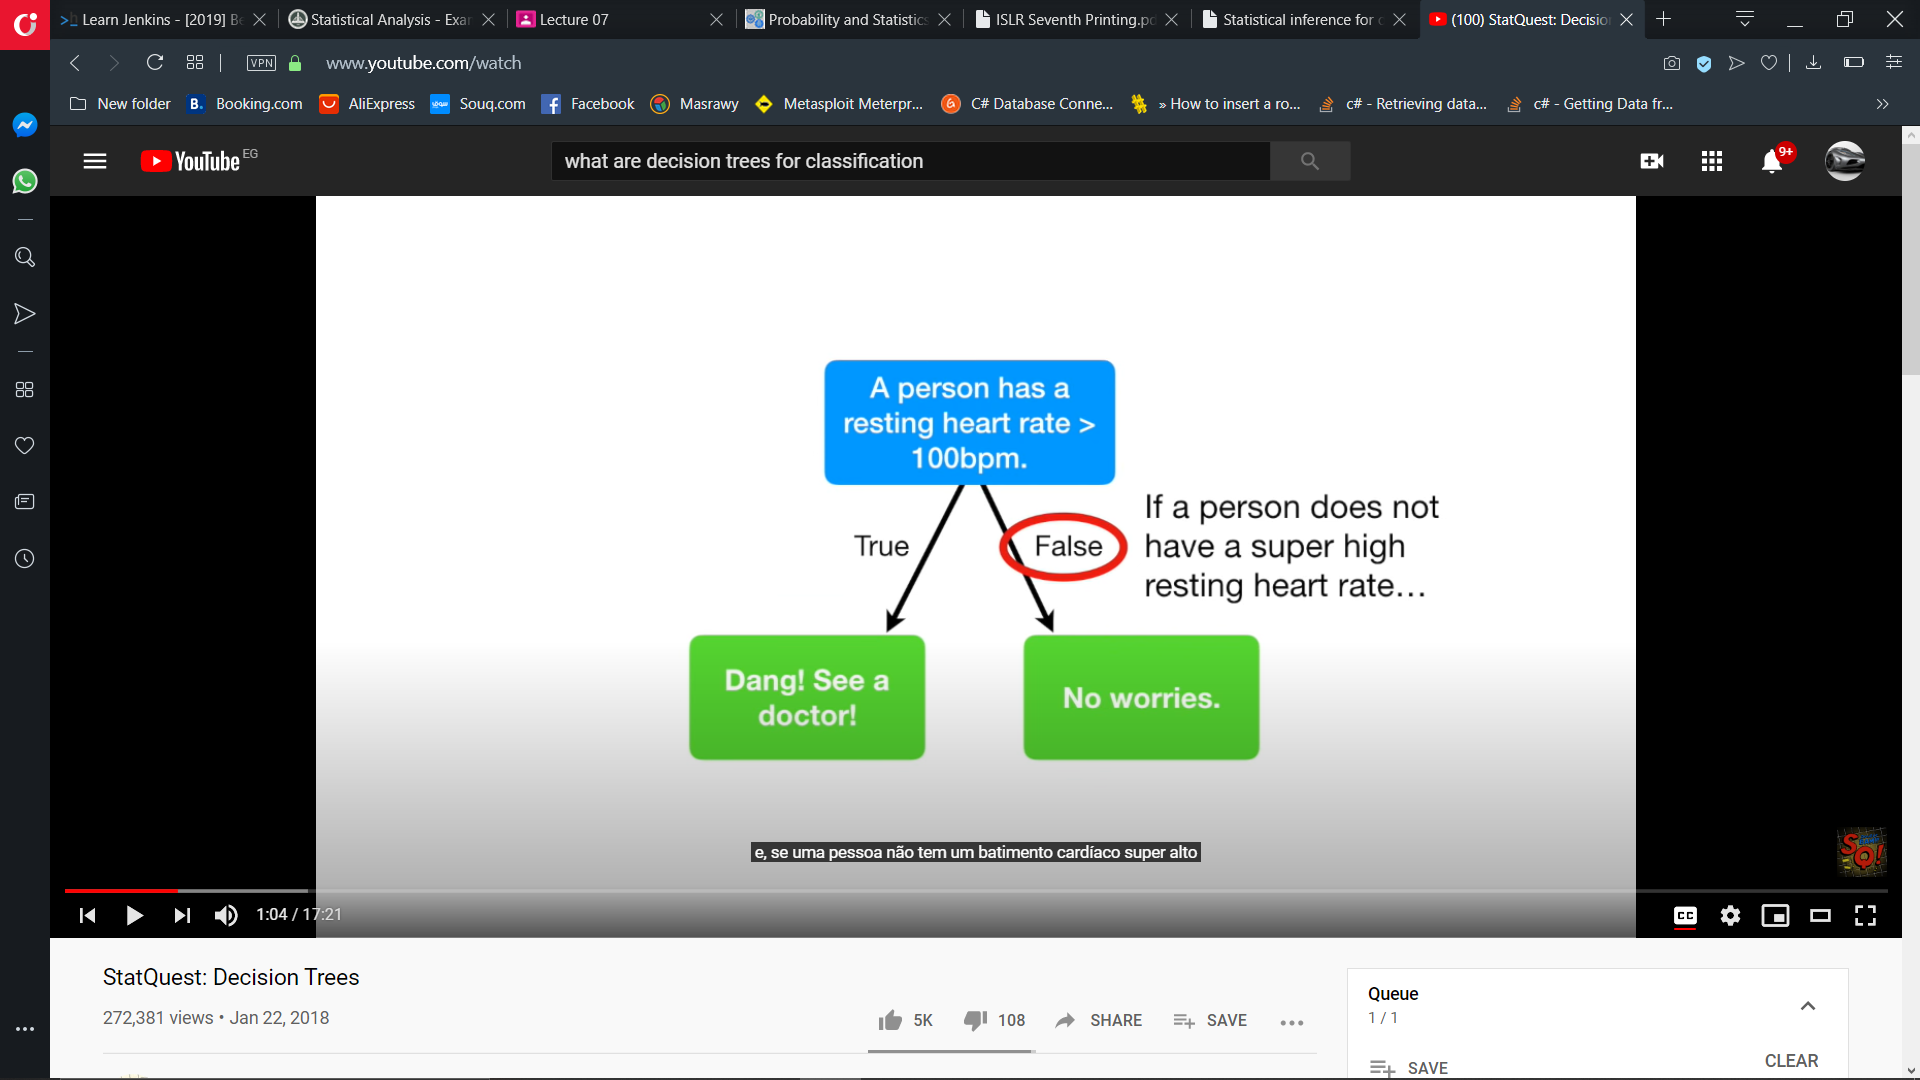 Learn Jenkins - [2019] Be
Statistical Analysis - Exar
Lecture 07
Probability and Statistics
ISLR Seventh Printing.pd
Statistical inference for c
(100) StatQuest: Decisio
VPN
www.youtube.com/watch
New folder
B.
Booking.com
AliExpress
Souq.com
Facebook
Masrawy
Metasploit Meterpr...
C# Database Conne...
» How to insert a ro...
c# - Retrieving data...
c# - Getting Data fr...
YouTube EG
what are decision trees for classification
9+
A person has a
resting heart rate >
100bpm.
True
False
If a person does not
have a super high
resting heart rate...
Dang! See a
doctor!
No worries.
e, se uma pessoa não tem um batimento cardíaco super alto
SQ!
1:04 / 17:21
CC
StatQuest: Decision Trees
272,381 views • Jan 22, 2018
5K
108
SHARE
SAVE
Queue
1 / 1
SAVE
CLEAR